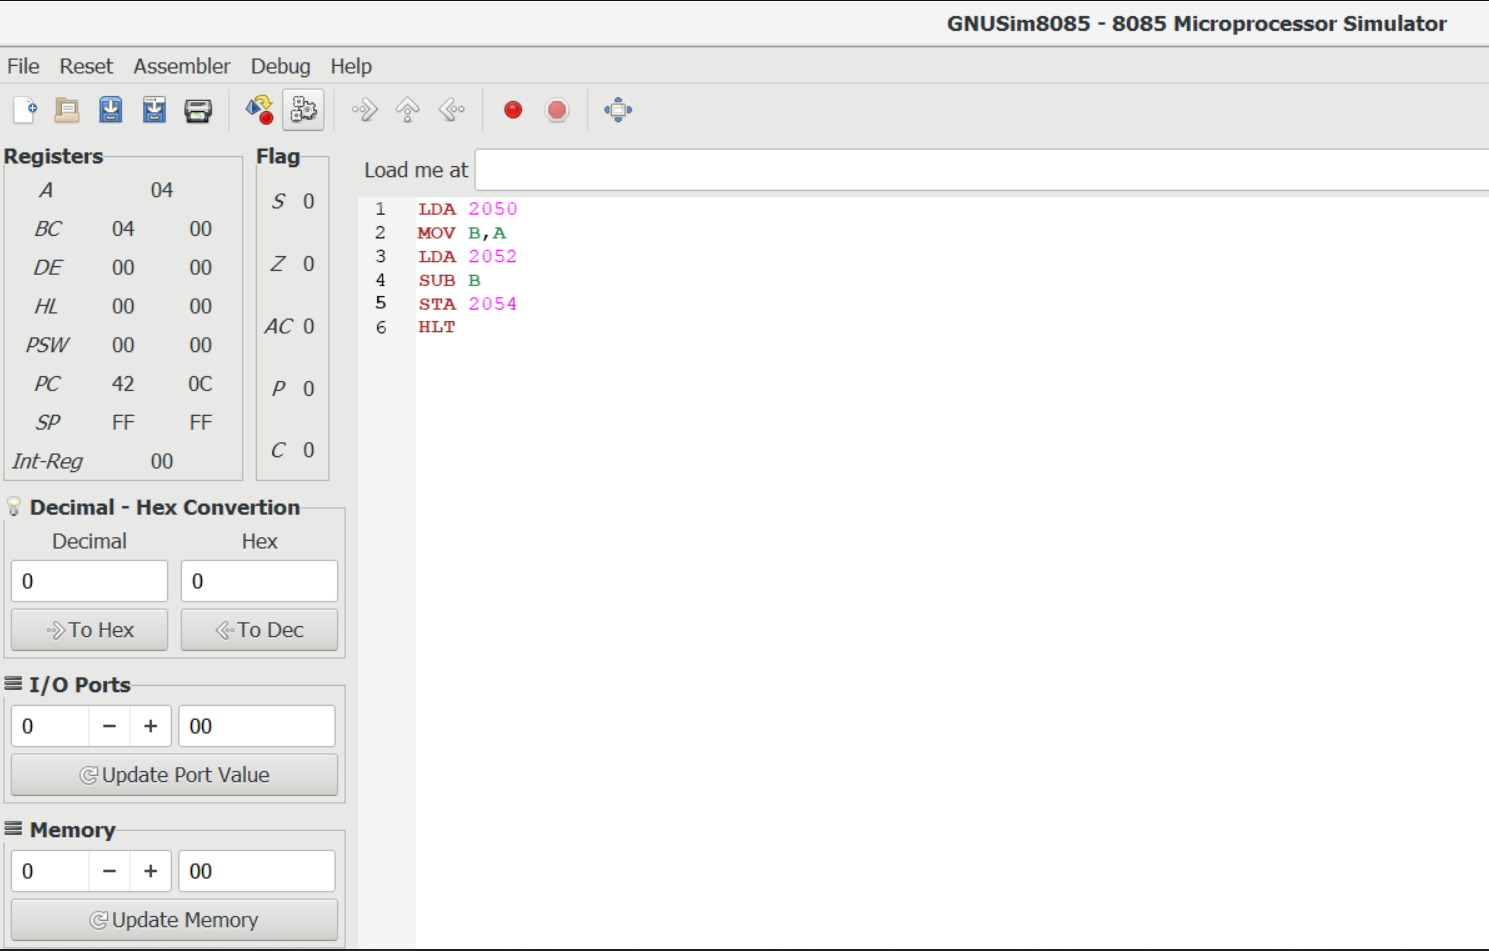 GNUSim8085 - 8085 Microprocessor Simulator
File Reset Assembler Debug Help
Registers
A 04
BC 04 00
DE 00 00
HL 00 00
PSW 00 00
PC 42 0C
SP FF FF
Int-Reg 00
Flag
S 0
Z 0
AC 0
P 0
C 0
Decimal - Hex Convertion
Decimal Hex
0 0
To Hex To Dec
I/O Ports
0 − + 00
Update Port Value
Memory
0 − + 00
Update Memory
Load me at
1 LDA 2050
2 MOV B,A
3 LDA 2052
4 SUB B
5 STA 2054
6 HLT